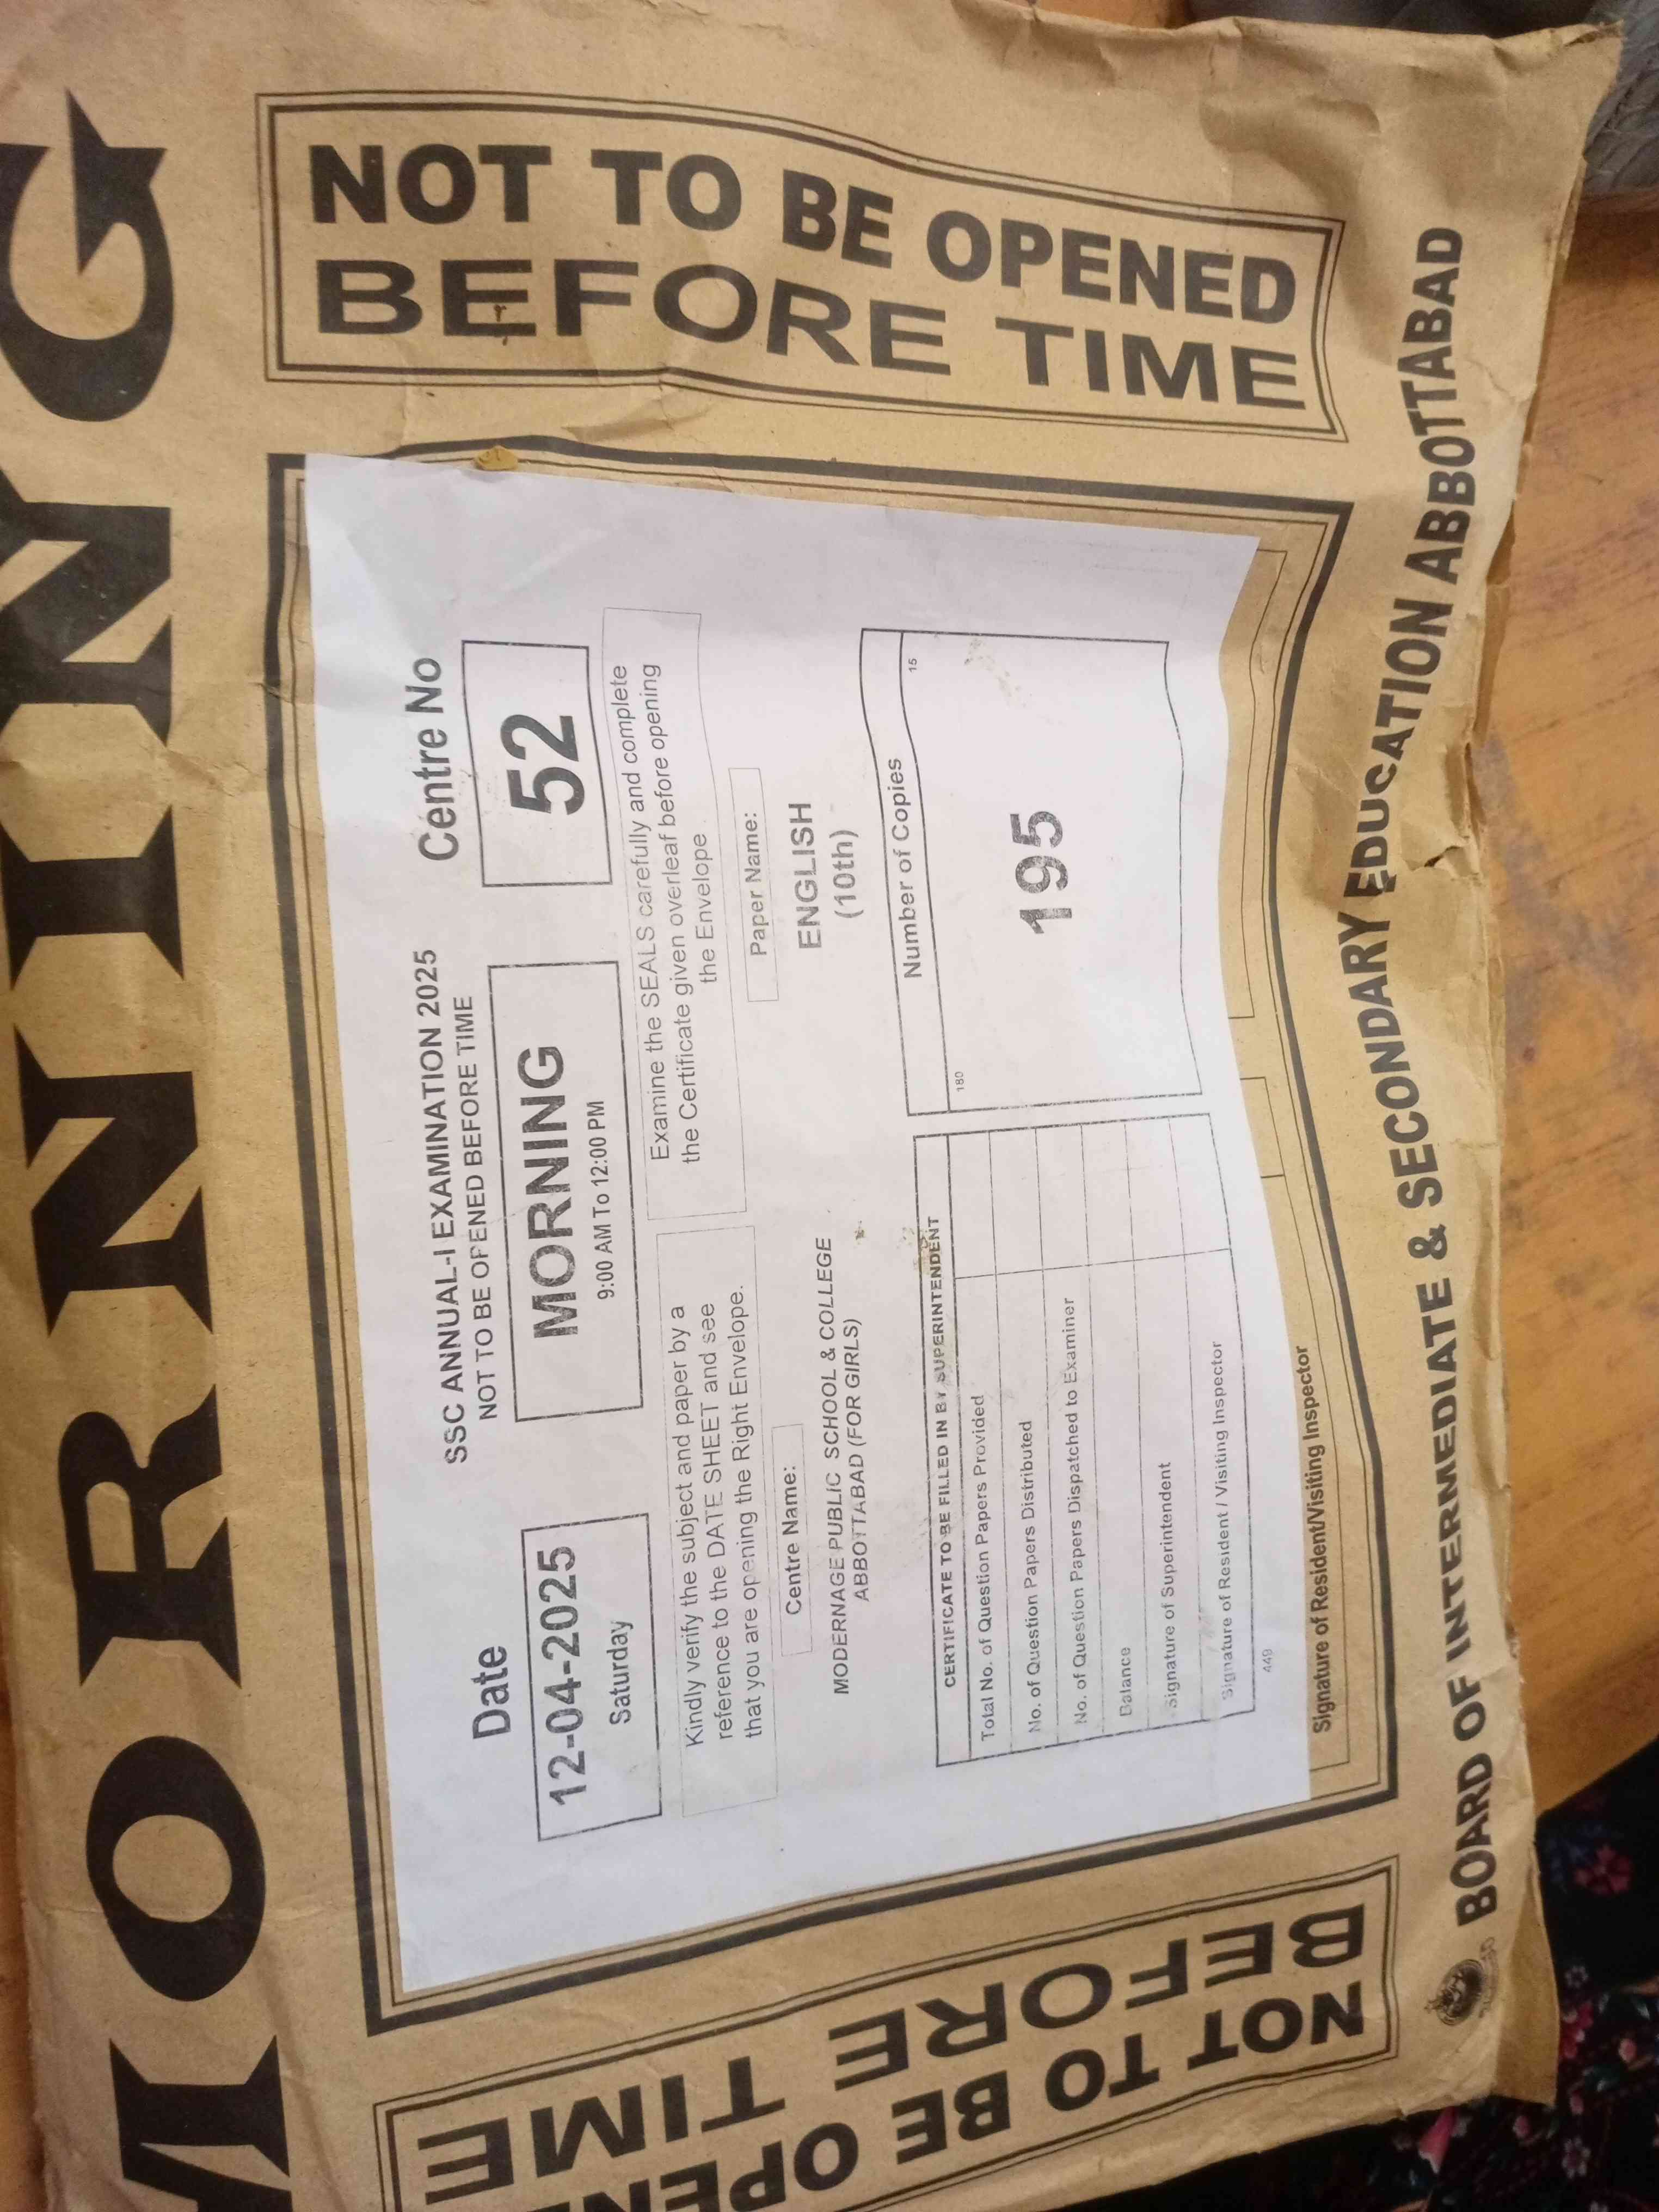 MORNING
NOT TO BE OPENED
BEFORE TIME
NOT TO BE OPENED
BEFORE TIME
Date
12-04-2025
Saturday
SSC ANNUAL-I EXAMINATION 2025
NOT TO BE OPENED BEFORE TIME
MORNING
9:00 AM To 12:00 PM
Centre No
52
Kindly verify the subject and paper by a
reference to the DATE SHEET and see
that you are opening the Right Envelope.
Examine the SEALS carefully and complete
the Certificate given overleaf before opening
the Envelope
Centre Name:
MODERNAGE PUBLIC SCHOOL & COLLEGE
ABBOTTABAD (FOR GIRLS)
Paper Name:
ENGLISH
(10th)
CERTIFICATE TO BE FILLED IN BY SUPERINTENDENT
Total No. of Question Papers Provided
No. of Question Papers Distributed
No. of Question Papers Dispatched to Examiner
Balance
Signature of Superintendent
Signature of Resident / Visiting Inspector
449
Number of Copies
180 15
195
Signature of Resident/Visiting Inspector
BOARD OF INTERMEDIATE & SECONDARY EDUCATION ABBOTTABAD